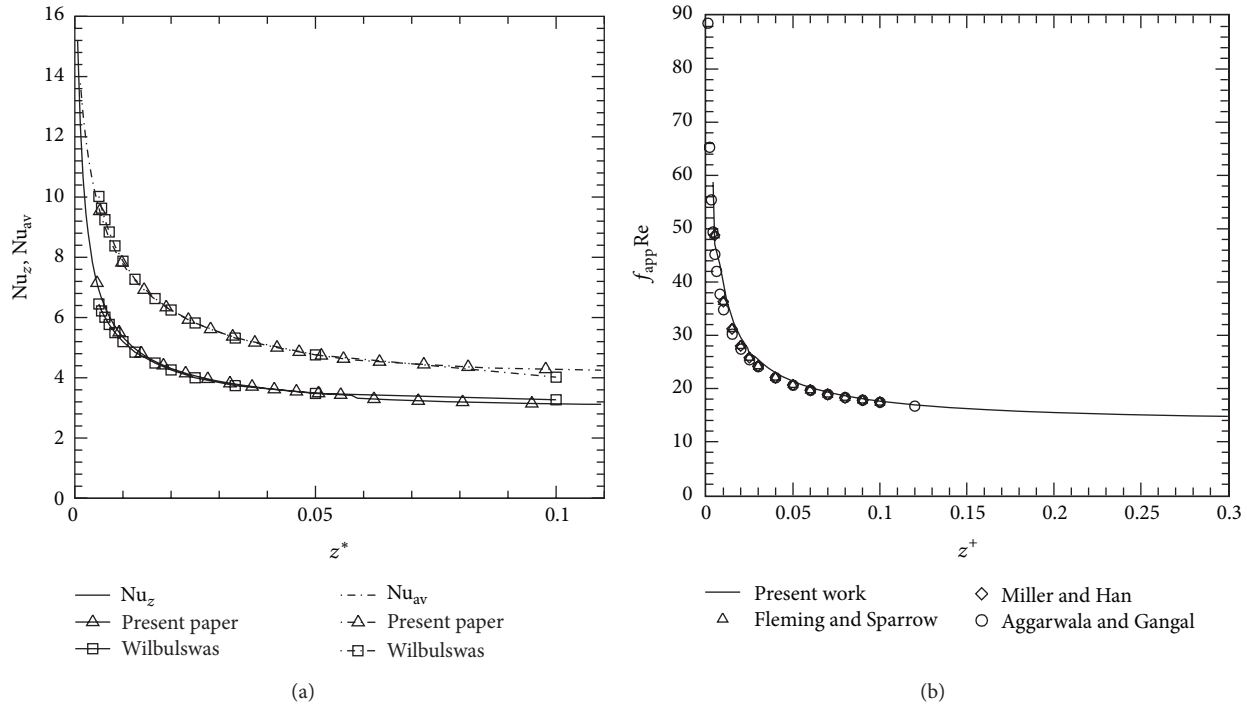 16
14
12
10
8
6
4
2
0
Nu_z, Nu_av
0
0.05
0.1
z*
Nu_z
Present paper
Wilbulswas
Nu_av
Present paper
Wilbulswas
(a)
90
80
70
60
50
40
30
20
10
0
f_app Re
0
0.05
0.1
0.15
0.2
0.25
0.3
z+
Present work
Fleming and Sparrow
Miller and Han
Aggarwala and Gangal
(b)